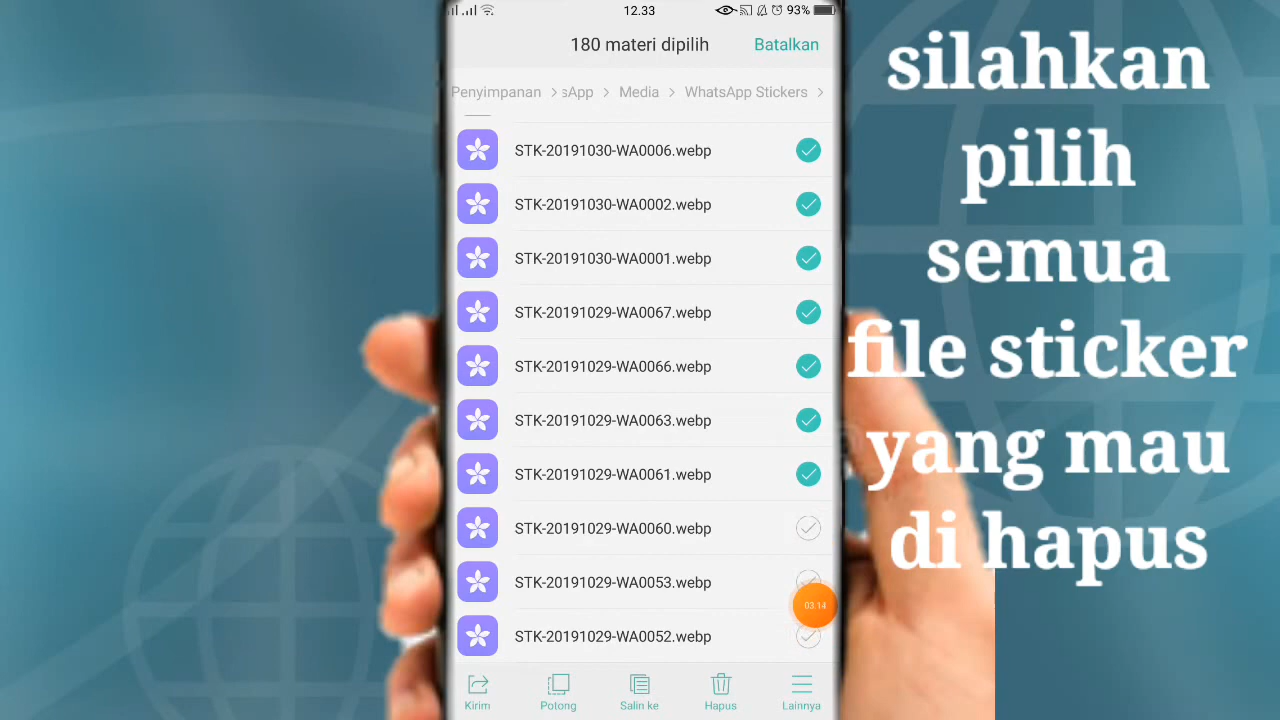 12.33
93%
180 materi dipilih
Batalkan
Penyimpanan > sApp > Media > WhatsApp Stickers >
STK-20191030-WA0006.webp
STK-20191030-WA0002.webp
STK-20191030-WA0001.webp
STK-20191029-WA0067.webp
STK-20191029-WA0066.webp
STK-20191029-WA0063.webp
STK-20191029-WA0061.webp
STK-20191029-WA0060.webp
STK-20191029-WA0053.webp
STK-20191029-WA0052.webp
03.14
Kirim
Potong
Salin ke
Hapus
Lainnya
silahkan
pilih
semua
file sticker
yang mau
di hapus